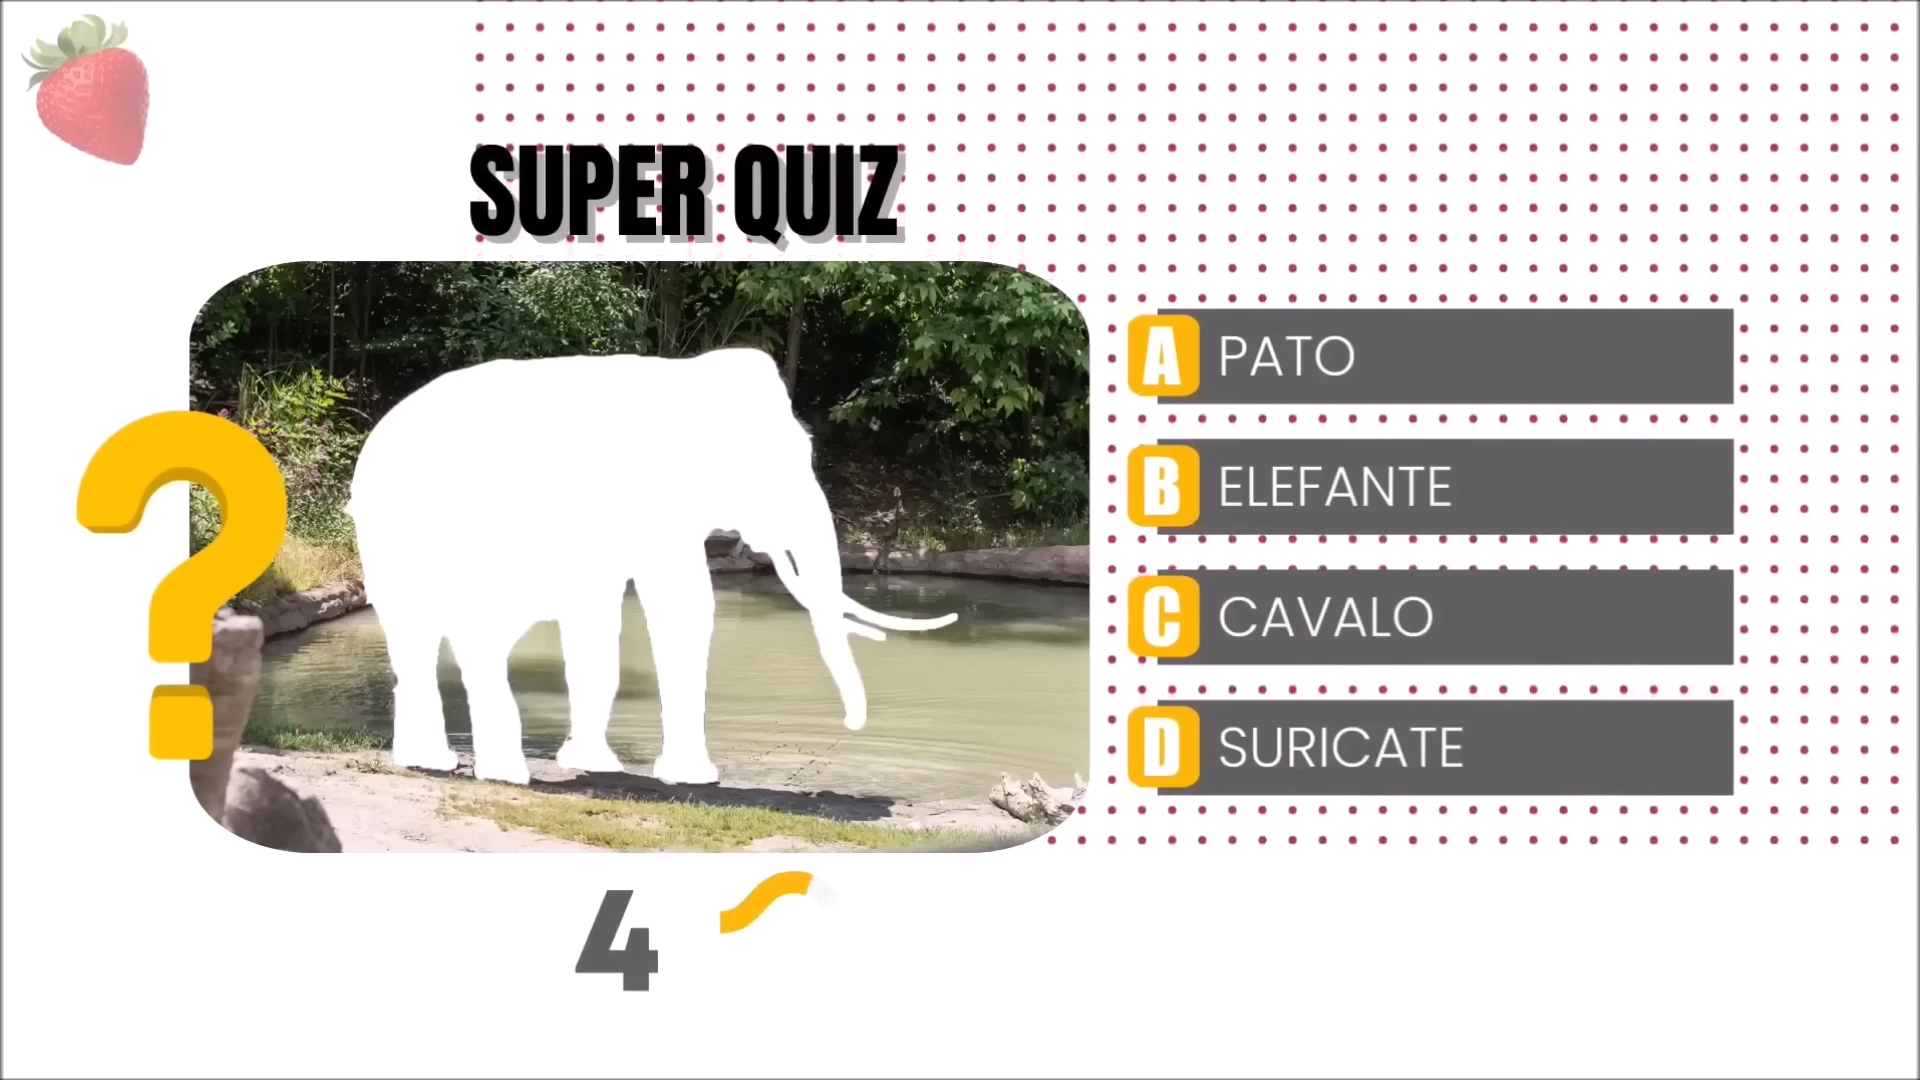 SUPER QUIZ
?
A PATO
B ELEFANTE
C CAVALO
D SURICATE
4